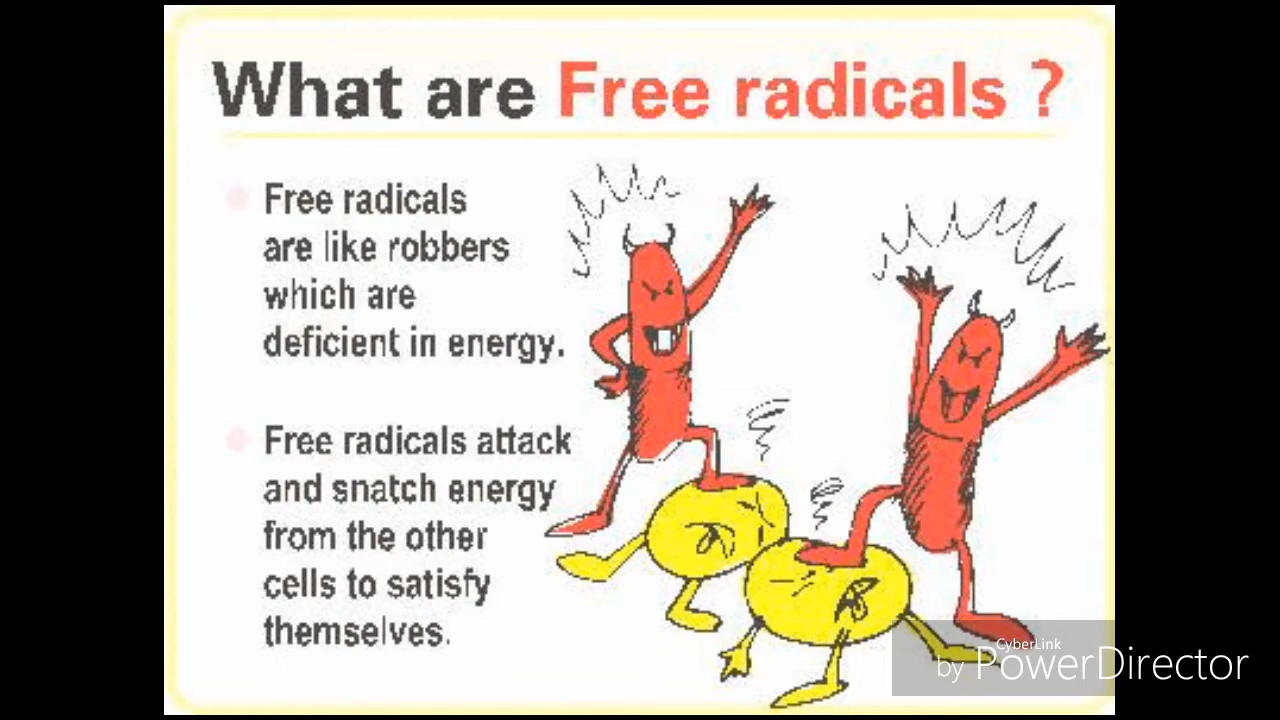 What are Free radicals ?
Free radicals
are like robbers
which are
deficient in energy.
Free radicals attack
and snatch energy
from the other
cells to satisfy
themselves.
CyberLink
by PowerDirector